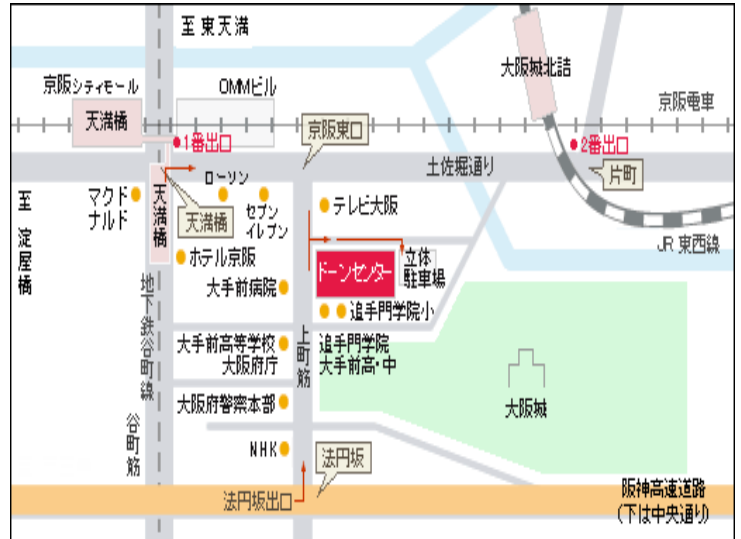 至 東天満
京阪シティモール
OMMビル
大阪城北詰
京阪電車
天満橋
1番出口
京阪東口
2番出口
土佐堀通り
片町
至 淀屋橋
マクド
ナルド
天満橋
天満橋
ローソン
セブン
イレブン
テレビ大阪
JR 東西線
ホテル京阪
ドーンセンター
立体
駐車場
大手前病院
追手門学院小
地下鉄谷町線
大手前高等学校
大阪府庁
上町筋
追手門学院
大手前高・中
大阪府警察本部
大阪城
谷町筋
NHK
法円坂
法円坂出口
阪神高速道路
(下は中央通り)